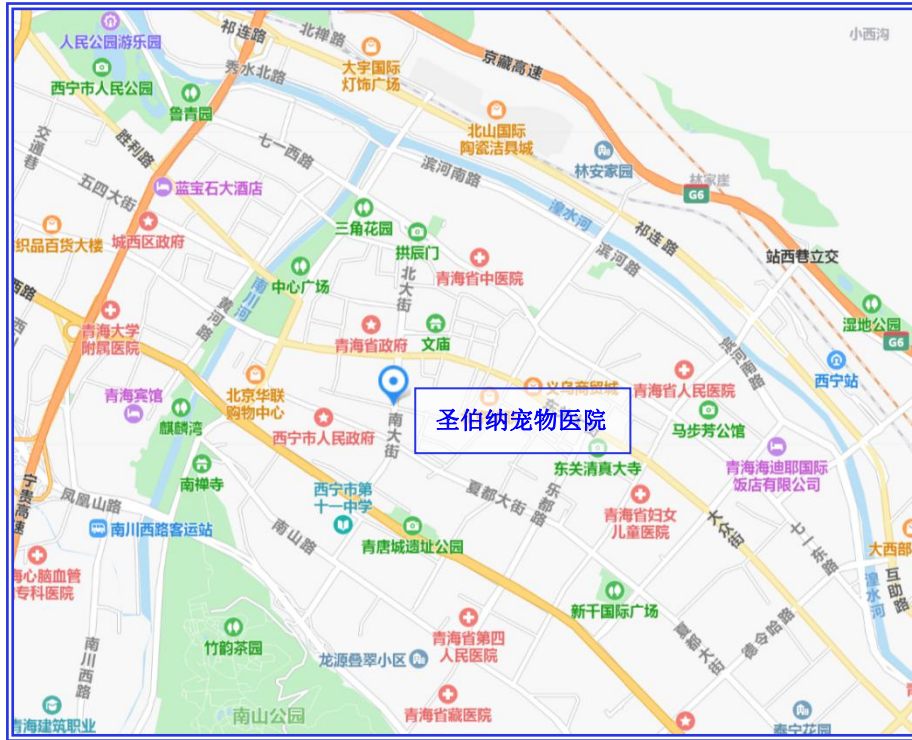 小西沟
人民公园游乐园
祁连路
北禅路
大宇国际
灯饰广场
京藏高速
秀水北路
西宁市人民公园
鲁青园
北山国际
陶瓷洁具城
交通巷
胜利路
七一西路
滨河南路
林安家园
林家崖
G6
五四大街
蓝宝石大酒店
三角花园
湟水河
祁连路
城西区政府
拱辰门
织品百货大楼
青海省中医院
滨河路
站西巷立交
中心广场
南川河
北大街
西路
黄河路
湿地公园
青海大学
附属医院
青海省政府
文庙
G6
滨河南路
西宁站
青海宾馆
北京华联
购物中心
义乌商贸城
青海省人民医院
圣伯纳宠物医院
麒麟湾
西宁市人民政府
南大街
马步芳公馆
东关清真大寺
青海海迪耶国际
饭店有限公司
南禅寺
宁贵高速
凤凰山路
西宁市第
十一中学
夏都大街
乐都路
青海省妇女
儿童医院
大众街
南川西路客运站
南山路
青唐城遗址公园
七一东路
大西部
海心脑血管
专科医院
互助路
湟水河
新千国际广场
竹韵茶园
青海省第四
人民医院
夏都大街
德令哈路
南川西路
龙源叠翠小区
南山公园
青海省藏医院
青海建筑职业
泰宁花园